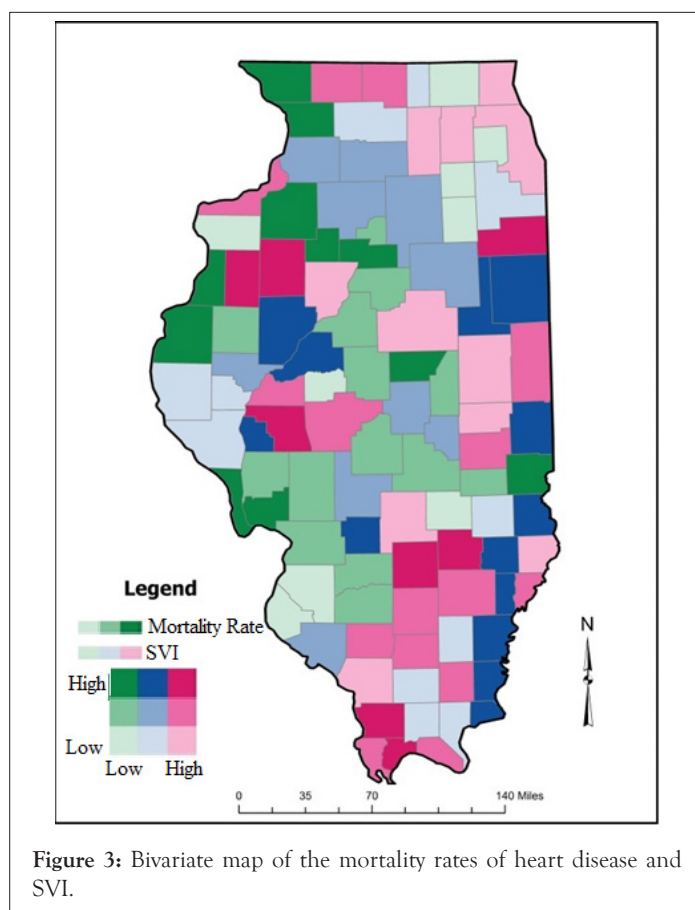 Legend
Mortality Rate
SVI
High
Low
Low High
N
0 35 70 140 Miles
Figure 3: Bivariate map of the mortality rates of heart disease and
SVI.